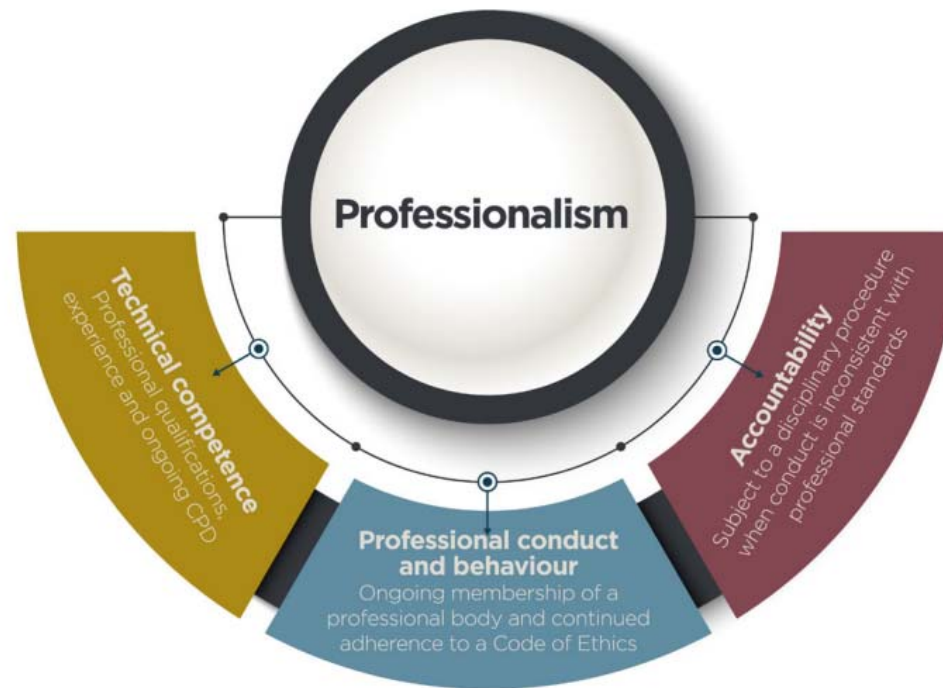 Professionalism
Technical competence
Professional qualifications,
experience and ongoing CPD
Professional conduct
and behaviour
Ongoing membership of a
professional body and continued
adherence to a Code of Ethics
Accountability
Subject to a disciplinary procedure
when conduct is inconsistent with
professional standards